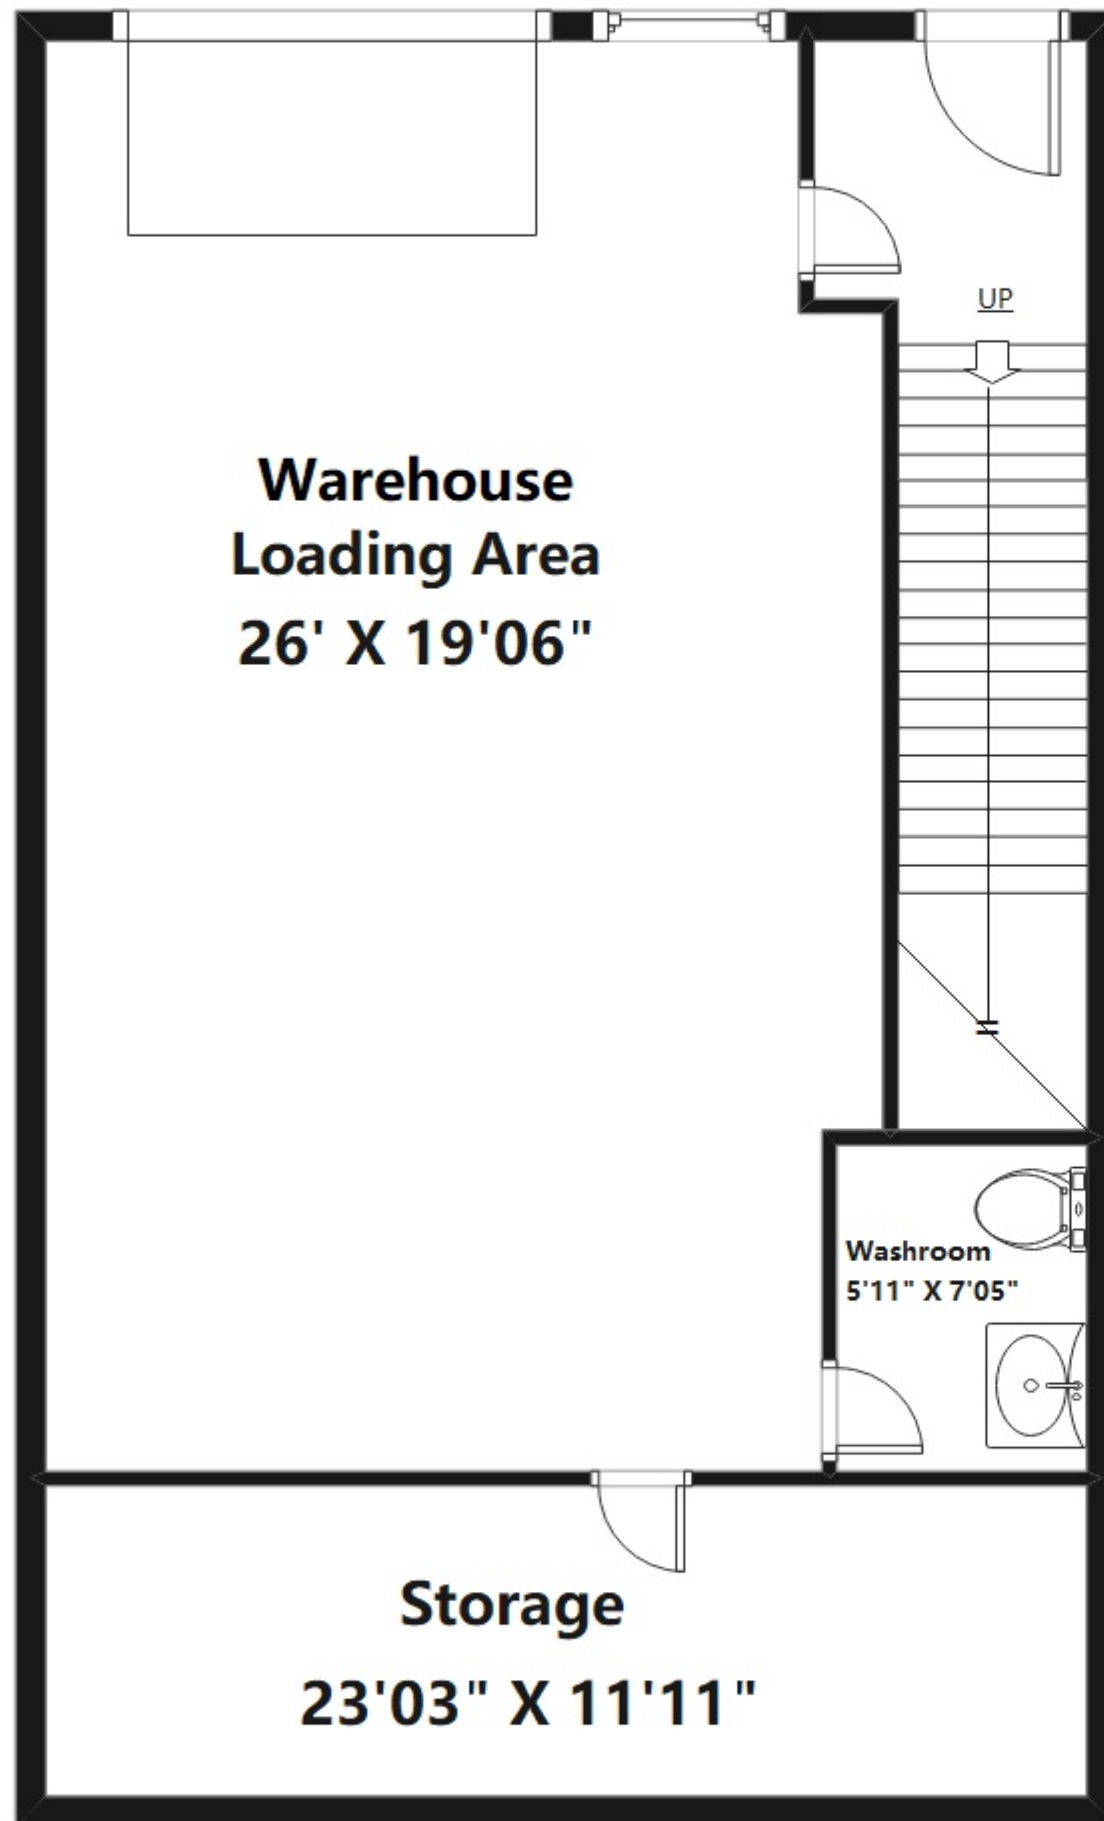 UP
Warehouse
Loading Area
26' X 19'06"
Washroom
5'11" X 7'05"
Storage
23'03" X 11'11"